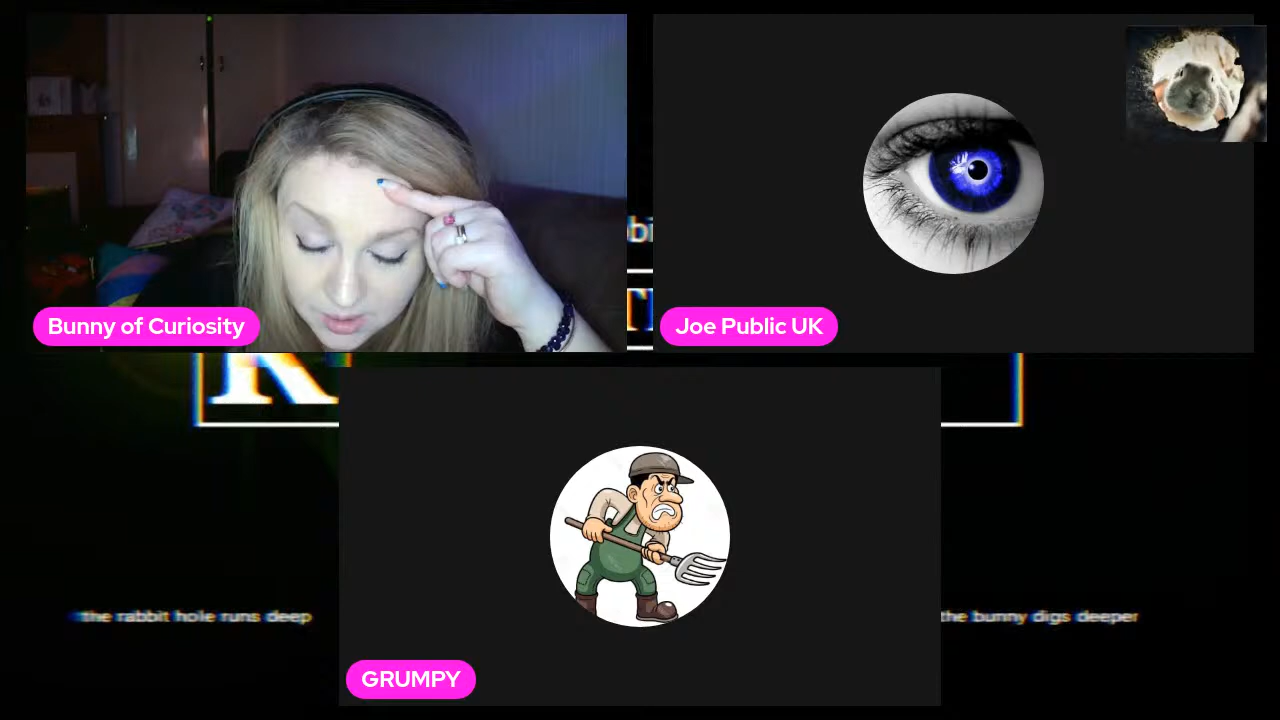 Bunny of Curiosity
Joe Public UK
GRUMPY
the rabbit hole runs deep
the bunny digs deeper